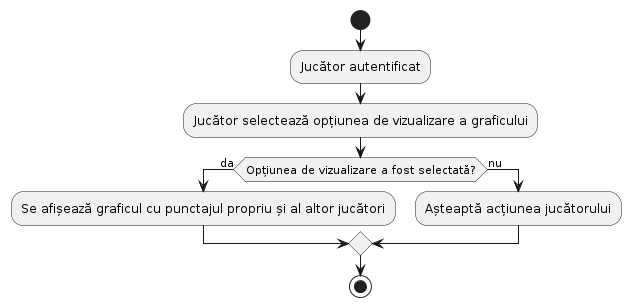 Jucător autentificat
Jucător selectează opțiunea de vizualizare a graficului
da
Opțiunea de vizualizare a fost selectată?
nu
Se afișează graficul cu punctajul propriu și al altor jucători
Așteaptă acțiunea jucătorului